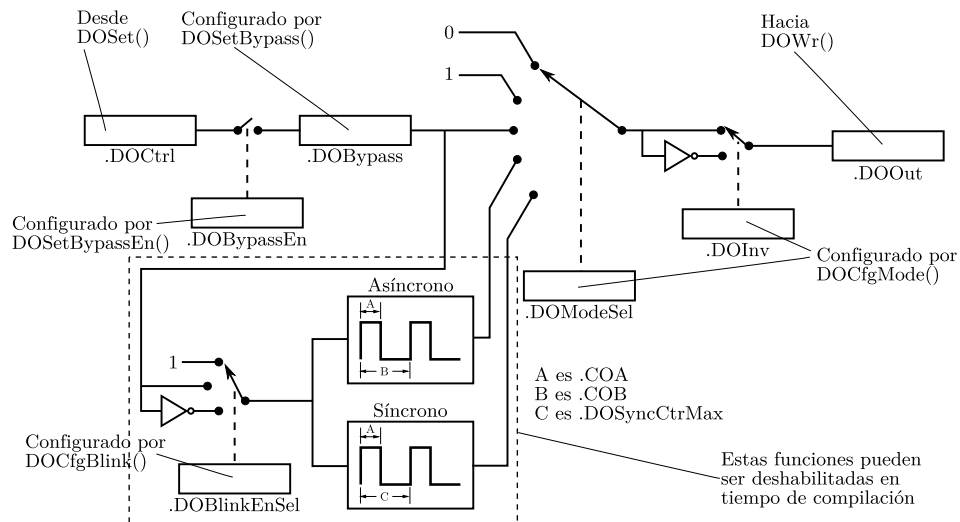 Desde
DOSet()
Configurado por
DOSetBypass()
0
1
Hacia
DOWr()
.DOCtrl
.DOBypass
.DOOut
Configurado por
DOSetBypassEn()
.DOBypassEn
.DOInv
Configurado por
DOCfgMode()
.DOModeSel
Asíncrono
A
B
1
A es .COA
B es .COB
C es .DOSyncCtrMax
Síncrono
A
C
Configurado por
DOCfgBlink()
.DOBlinkEnSel
Estas funciones pueden
ser deshabilitadas en
tiempo de compilación